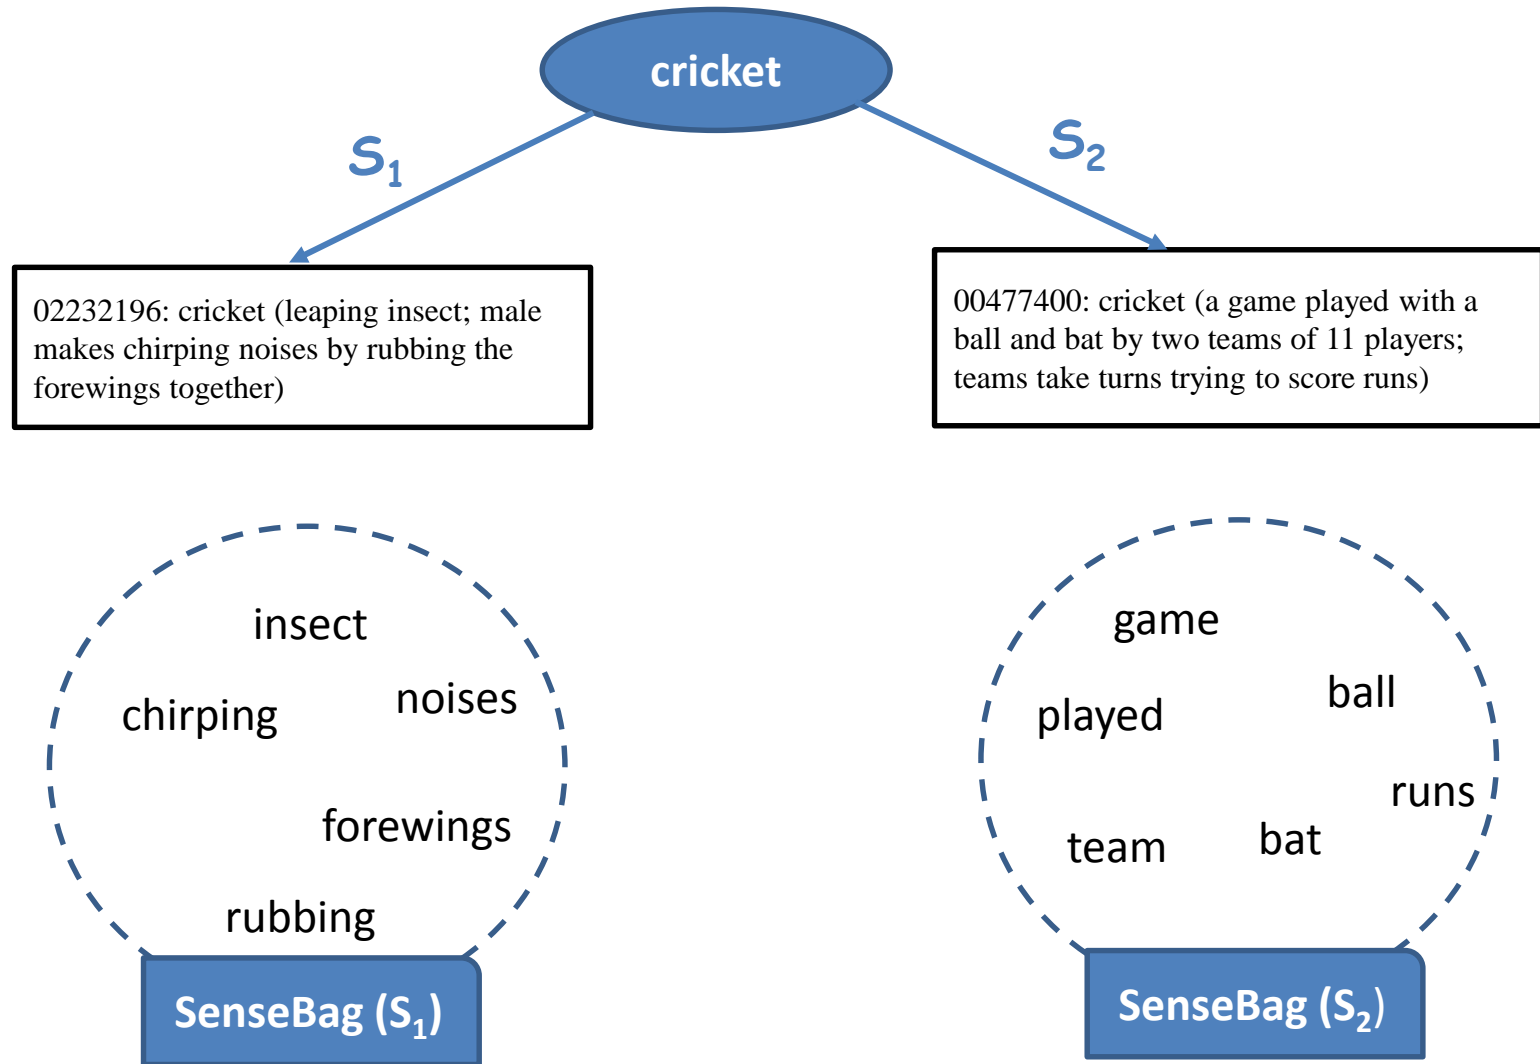 cricket
S1
S2
02232196: cricket (leaping insect; male
makes chirping noises by rubbing the
forewings together)
00477400: cricket (a game played with a
ball and bat by two teams of 11 players;
teams take turns trying to score runs)
insect
chirping
noises
forewings
rubbing
SenseBag (S1)
game
played
ball
runs
team
bat
SenseBag (S2)